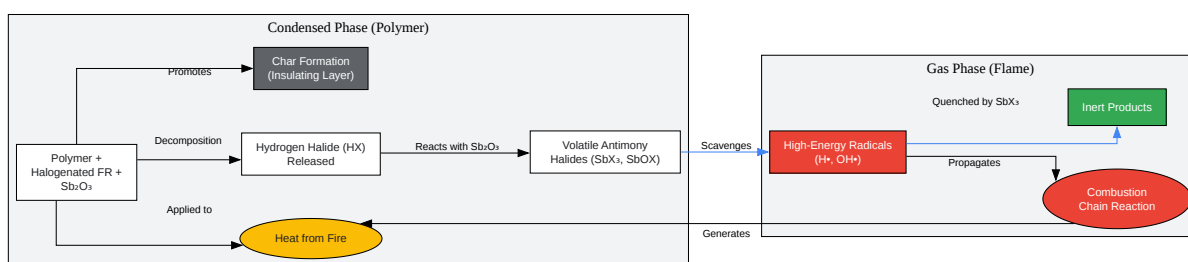 Condensed Phase (Polymer)
Char Formation
(Insulating Layer)
Promotes
Polymer +
Halogenated FR +
Sb₂O₃
Decomposition
Hydrogen Halide (HX)
Released
Reacts with Sb₂O₃
Volatile Antimony
Halides (SbX₃, SbOX)
Applied to
Heat from Fire
Scavenges
Generates
Gas Phase (Flame)
Quenched by SbX₃
Inert Products
High-Energy Radicals
(H•, OH•)
Propagates
Combustion
Chain Reaction